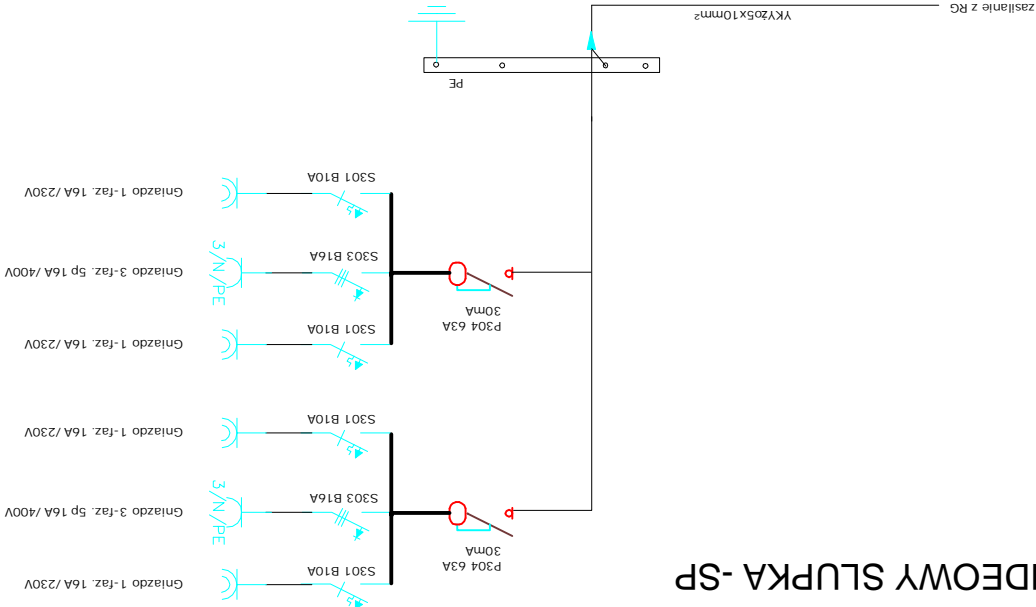 IDEOWY SLUPKA -SP
S301 B10A
Gniazdo 1-faz. 16A /230V
P304 63A
30mA
S303 B16A
3/N/PE
Gniazdo 3-faz. 5p 16A /400V
S301 B10A
Gniazdo 1-faz. 16A /230V
S301 B10A
Gniazdo 1-faz. 16A /230V
P304 63A
30mA
S303 B16A
3/N/PE
Gniazdo 3-faz. 5p 16A /400V
S301 B10A
Gniazdo 1-faz. 16A /230V
PE
zasilanie z RG
YKYżo5x10mm²